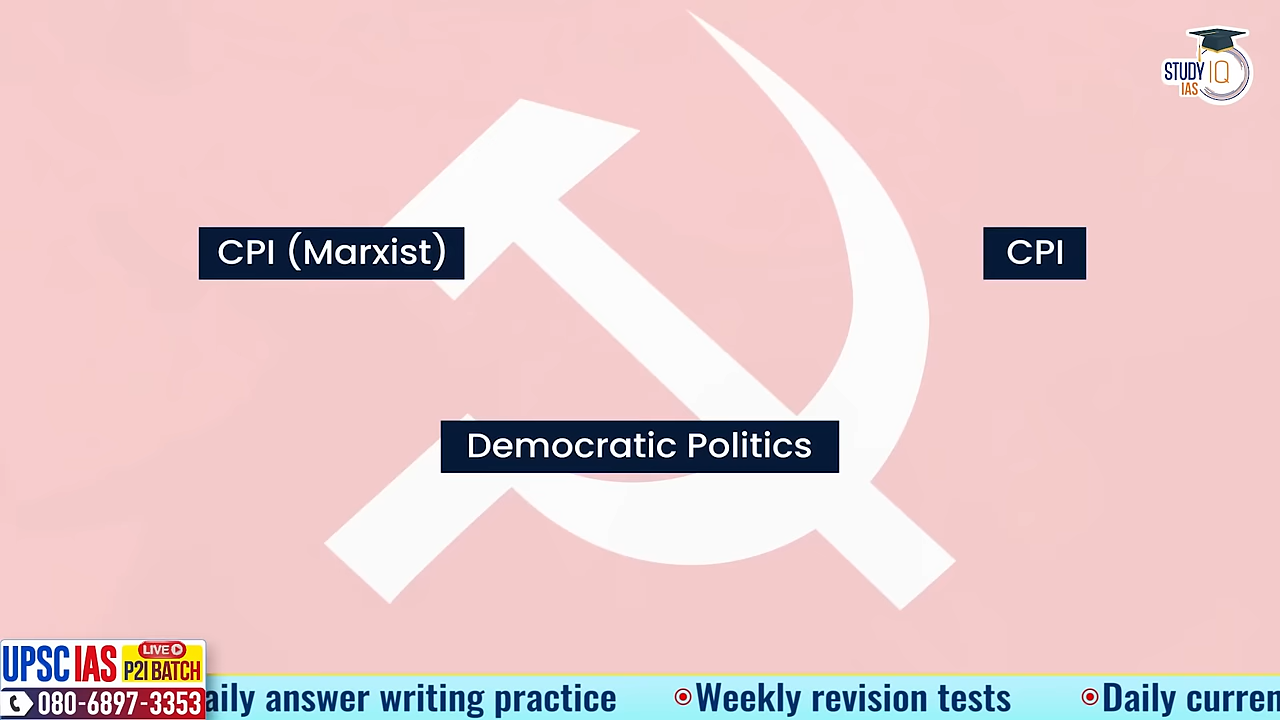 STUDY IQ
IAS
CPI (Marxist)
CPI
Democratic Politics
UPSC IAS
LIVE
P2I BATCH
080-6897-3353
aily answer writing practice
Weekly revision tests
Daily curren